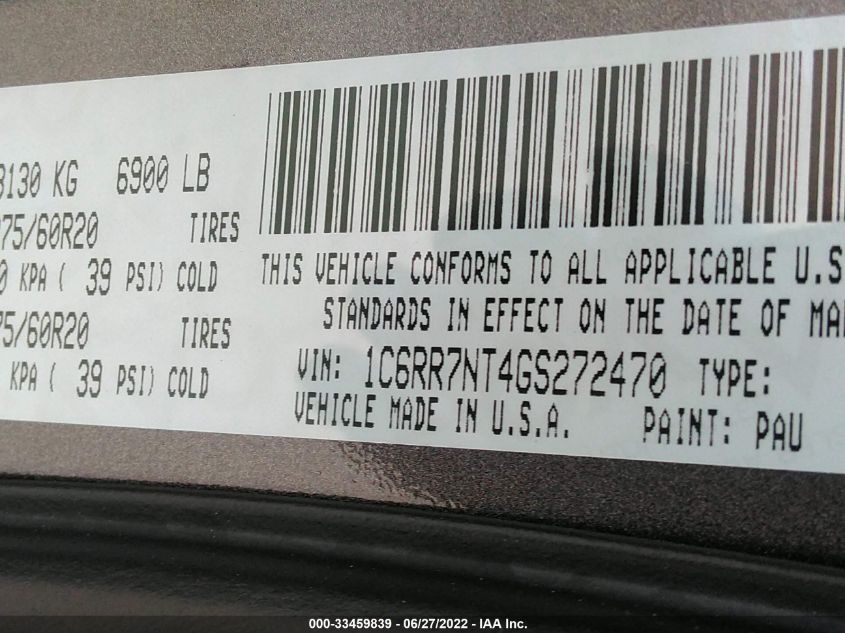 3130 KG 6900 LB
75/60R20 TIRES
0 KPA ( 39 PSI) COLD
75/60R20 TIRES
KPA ( 39 PSI) COLD
THIS VEHICLE CONFORMS TO ALL APPLICABLE U.S
STANDARDS IN EFFECT ON THE DATE OF MA
VIN: 1C6RR7NT4GS272470 TYPE:
VEHICLE MADE IN U.S.A. PAINT: PAU
000-33459839 - 06/27/2022 - IAA Inc.